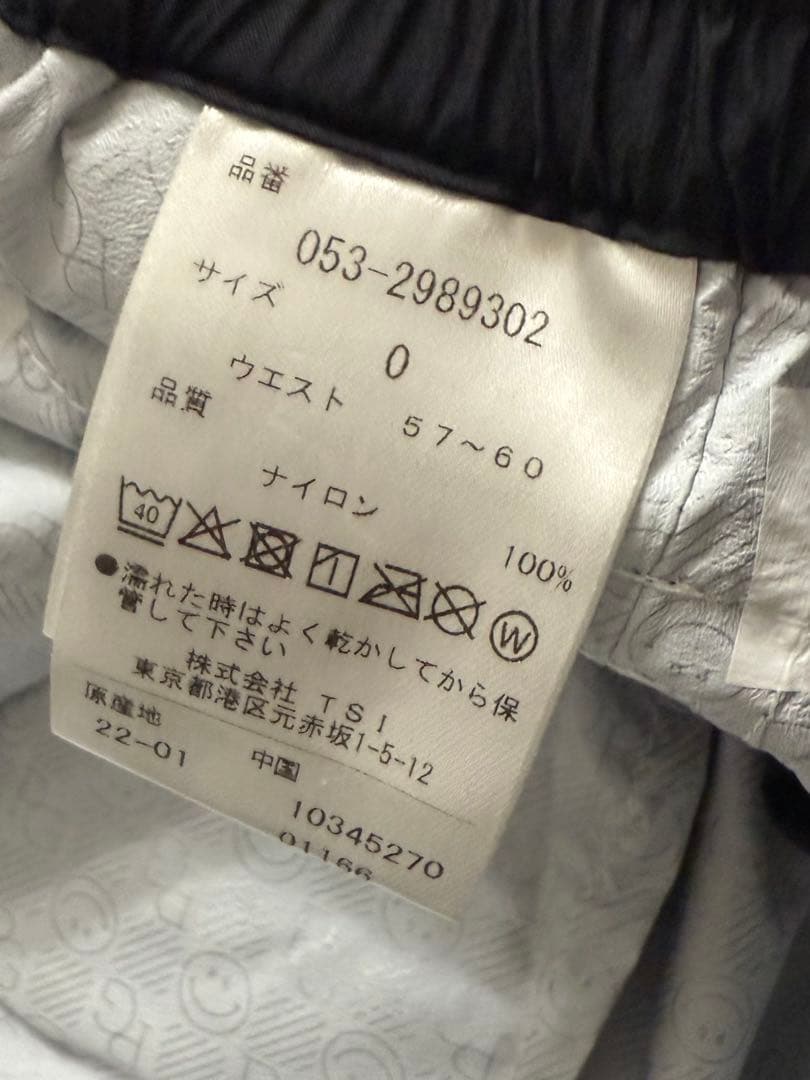 品番
053-2989302
サイズ
0
ウエスト 57～60
品質
ナイロン 100%
40
W
●濡れた時はよく乾かしてから保
管して下さい
株式会社 TSI
東京都港区元赤坂1-5-12
原産地 中国
22-01 10345270
01166